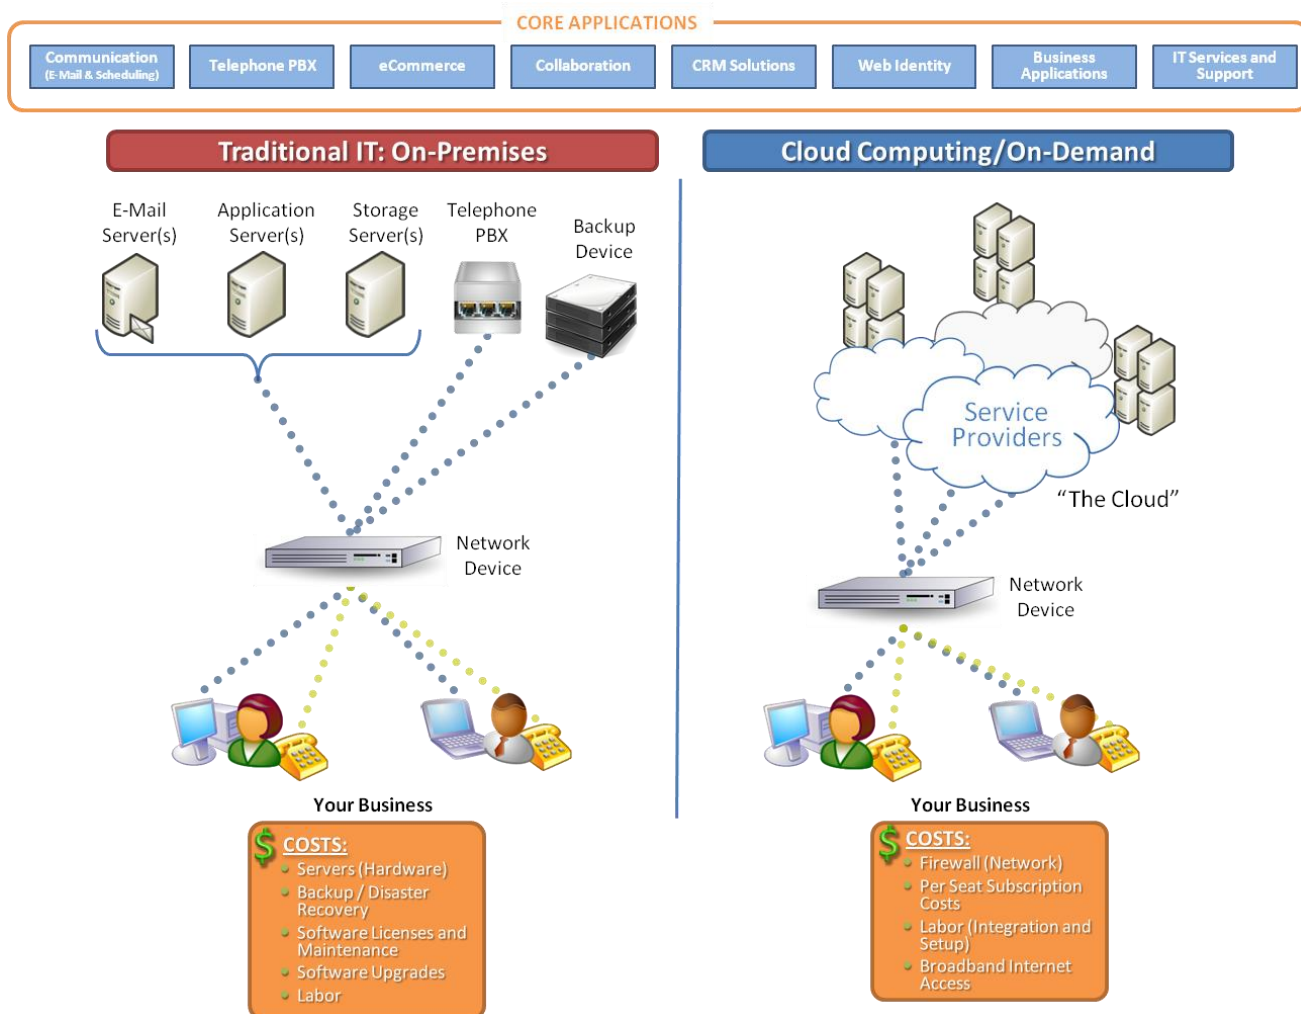 CORE APPLICATIONS
Communication
(E-Mail & Scheduling)
Telephone PBX
eCommerce
Collaboration
CRM Solutions
Web Identity
Business
Applications
IT Services and
Support
Traditional IT: On-Premises
E-Mail
Server(s)
Application
Server(s)
Storage
Server(s)
Telephone
PBX
Backup
Device
Network
Device
Your Business
$ COSTS:
Servers (Hardware)
Backup / Disaster
Recovery
Software Licenses and
Maintenance
Software Upgrades
Labor
Cloud Computing/On-Demand
Service
Providers
“The Cloud”
Network
Device
Your Business
$ COSTS:
Firewall (Network)
Per Seat Subscription
Costs
Labor (Integration and
Setup)
Broadband Internet
Access